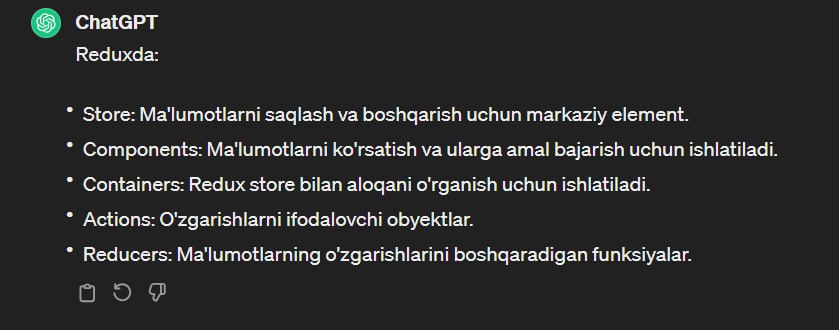 ChatGPT
Reduxda:
• Store: Ma'lumotlarni saqlash va boshqarish uchun markaziy element.
• Components: Ma'lumotlarni ko'rsatish va ularga amal bajarish uchun ishlatiladi.
• Containers: Redux store bilan aloqani o'rganish uchun ishlatiladi.
• Actions: O'zgarishlarni ifodalovchi obyektlar.
• Reducers: Ma'lumotlarning o'zgarishlarini boshqaradigan funksiyalar.